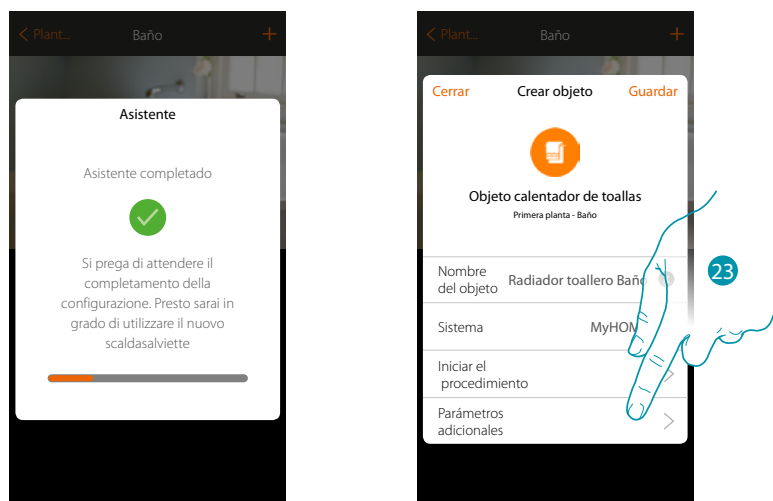 Plant...
Baño
Asistente
Asistente completado
Si prega di attendere il
completamento della
configurazione. Presto sarai in
grado di utilizzare il nuovo
scaldasalviette
Plant...
Baño
Cerrar
Crear objeto
Guardar
Objeto calentador de toallas
Primera planta - Baño
Nombre
del objeto
Radiador toallero Baño
Sistema
Iniciar el
procedimiento
Parámetros
adicionales
23